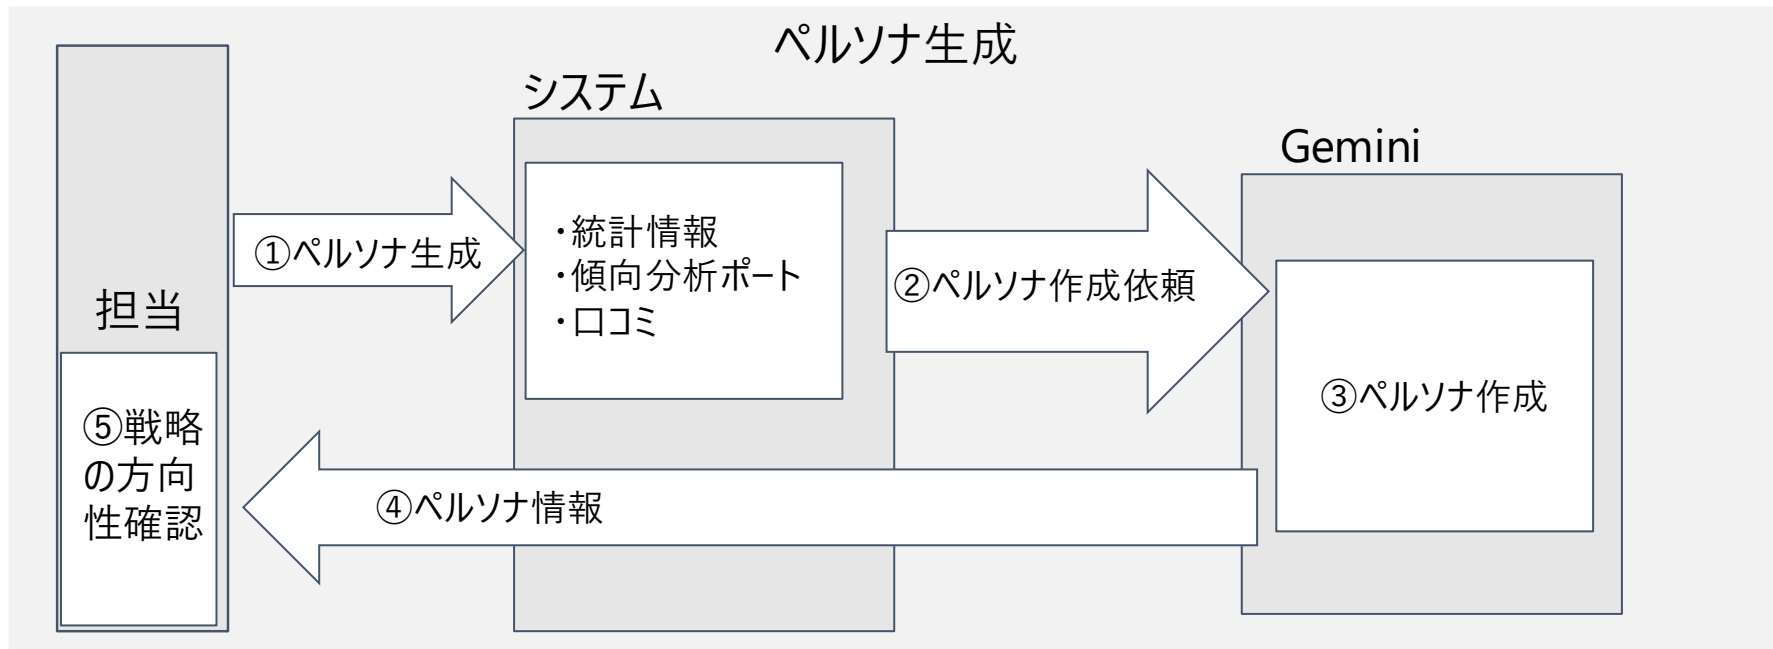 ペルソナ生成
システム
Gemini
担当
①ペルソナ生成
・統計情報
・傾向分析ポート
・口コミ
②ペルソナ作成依頼
③ペルソナ作成
④ペルソナ情報
⑤戦略
の方向
性確認